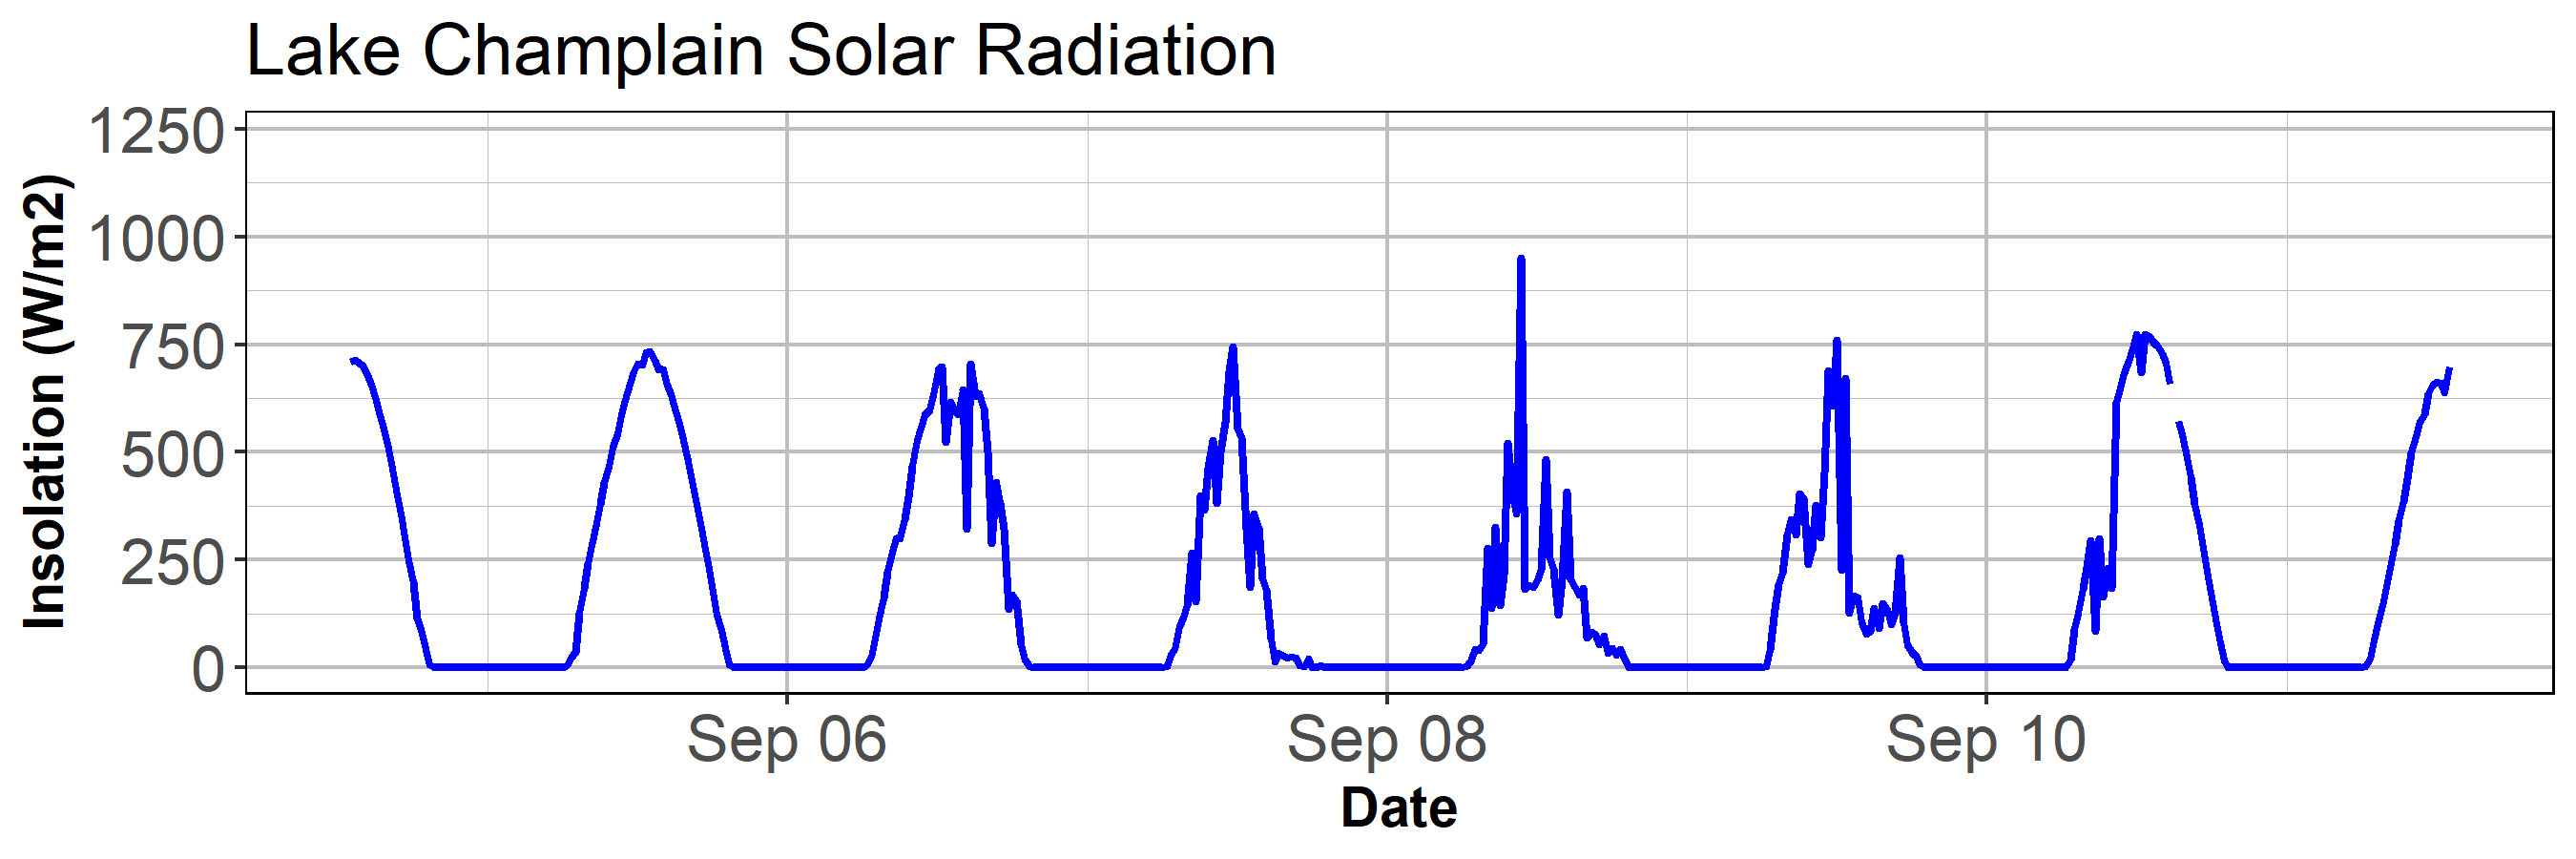 Lake Champlain Solar Radiation
1250
1000
750
500
250
0
Insolation (W/m2)
Sep 06
Sep 08
Sep 10
Date